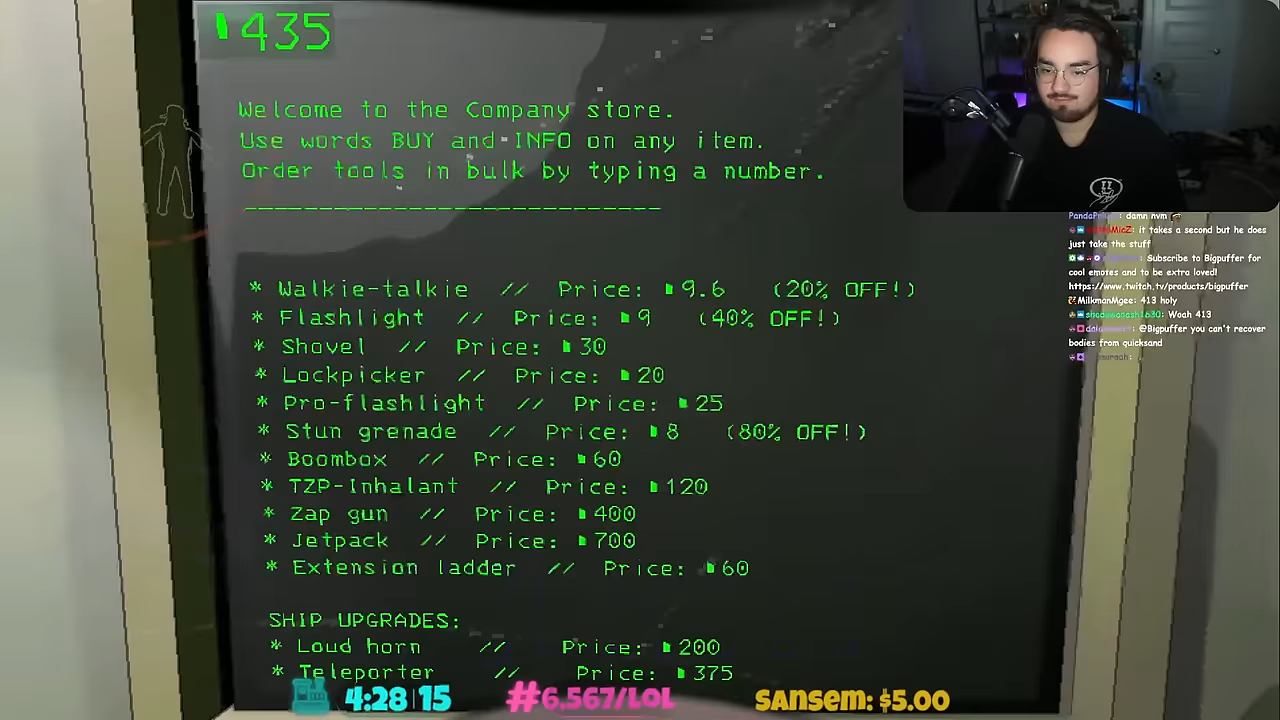 435
Welcome to the Company store.
Use words BUY and INFO on any item.
Order tools in bulk by typing a number.
* Walkie-talkie // Price: 9.6 (20% OFF!)
* Flashlight // Price: 9 (40% OFF!)
* Shovel // Price: 30
* Lockpicker // Price: 20
* Pro-flashlight // Price: 25
* Stun grenade // Price: 8 (80% OFF!)
* Boombox // Price: 60
* TZP-Inhalant // Price: 120
* Zap gun // Price: 400
* Jetpack // Price: 700
* Extension ladder // Price: 60
SHIP UPGRADES:
* Loud horn // Price: 200
* Teleporter // Price: 375
damn nvm
it takes a second but he does
just take the stuff
Subscribe to Bigpuffer for
cool emotes and to be extra loved!
https://www.twitch.tv/products/bigpuffer
MilkmanMgee: 413 holy
Woah 413
@Bigpuffer you can't recover
bodies from quicksand
4:28|15
#6,567/LOL
SANSEM: $5.00